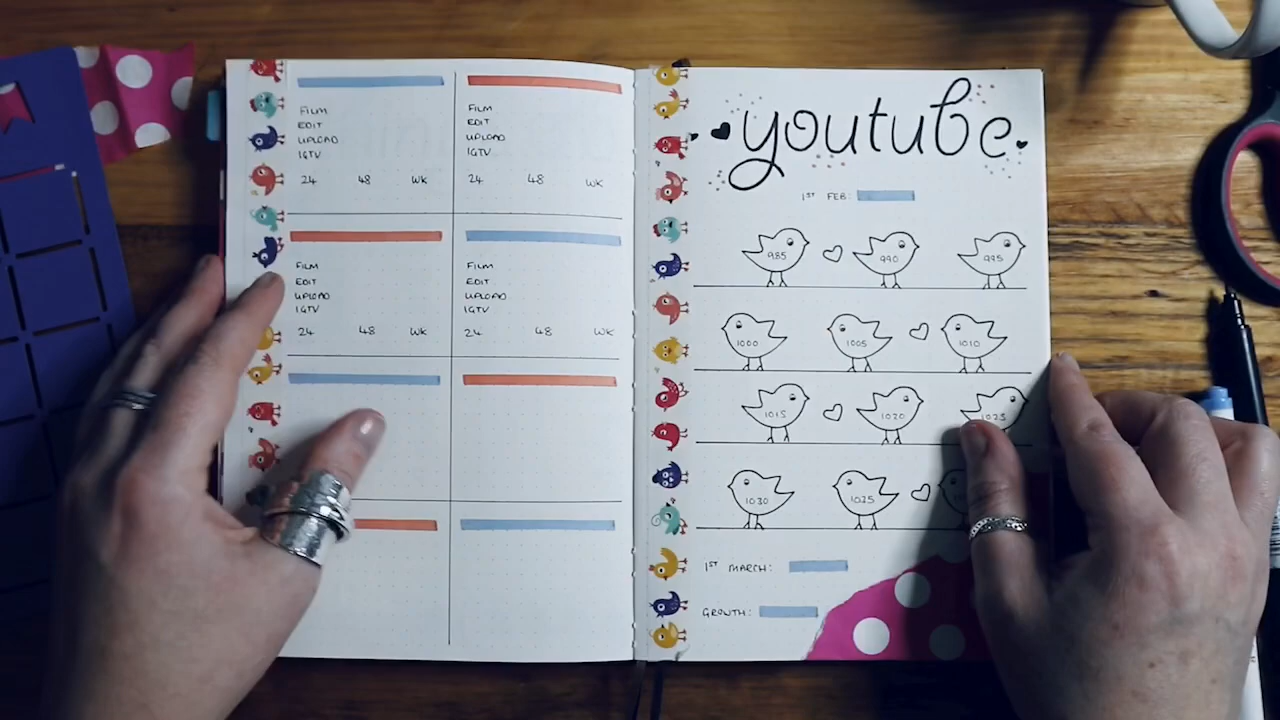 FILM
EDIT
UPLOAD
IGTV
24 48 WK
FILM
EDIT
UPLOAD
IGTV
24 48 WK
FILM
EDIT
UPLOAD
IGTV
24 48 WK
FILM
EDIT
UPLOAD
IGTV
24 48 WK
youtube
1ST FEB:
985 990 995
1000 1005 1010
1015 1020 1025
1030 1025
1ST MARCH:
GROWTH: